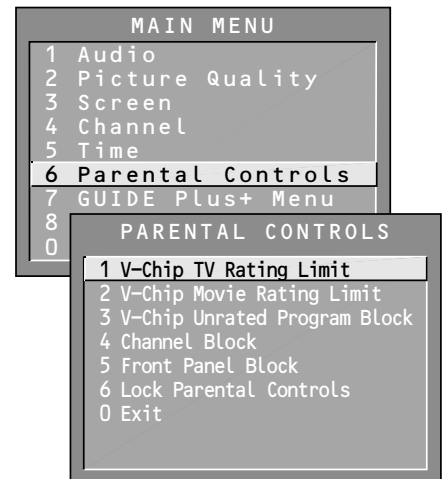 MAIN MENU
1 Audio
2 Picture Quality
3 Screen
4 Channel
5 Time
6 Parental Controls
7 GUIDE Plus+ Menu
8
0
PARENTAL CONTROLS
1 V-Chip TV Rating Limit
2 V-Chip Movie Rating Limit
3 V-Chip Unrated Program Block
4 Channel Block
5 Front Panel Block
6 Lock Parental Controls
0 Exit